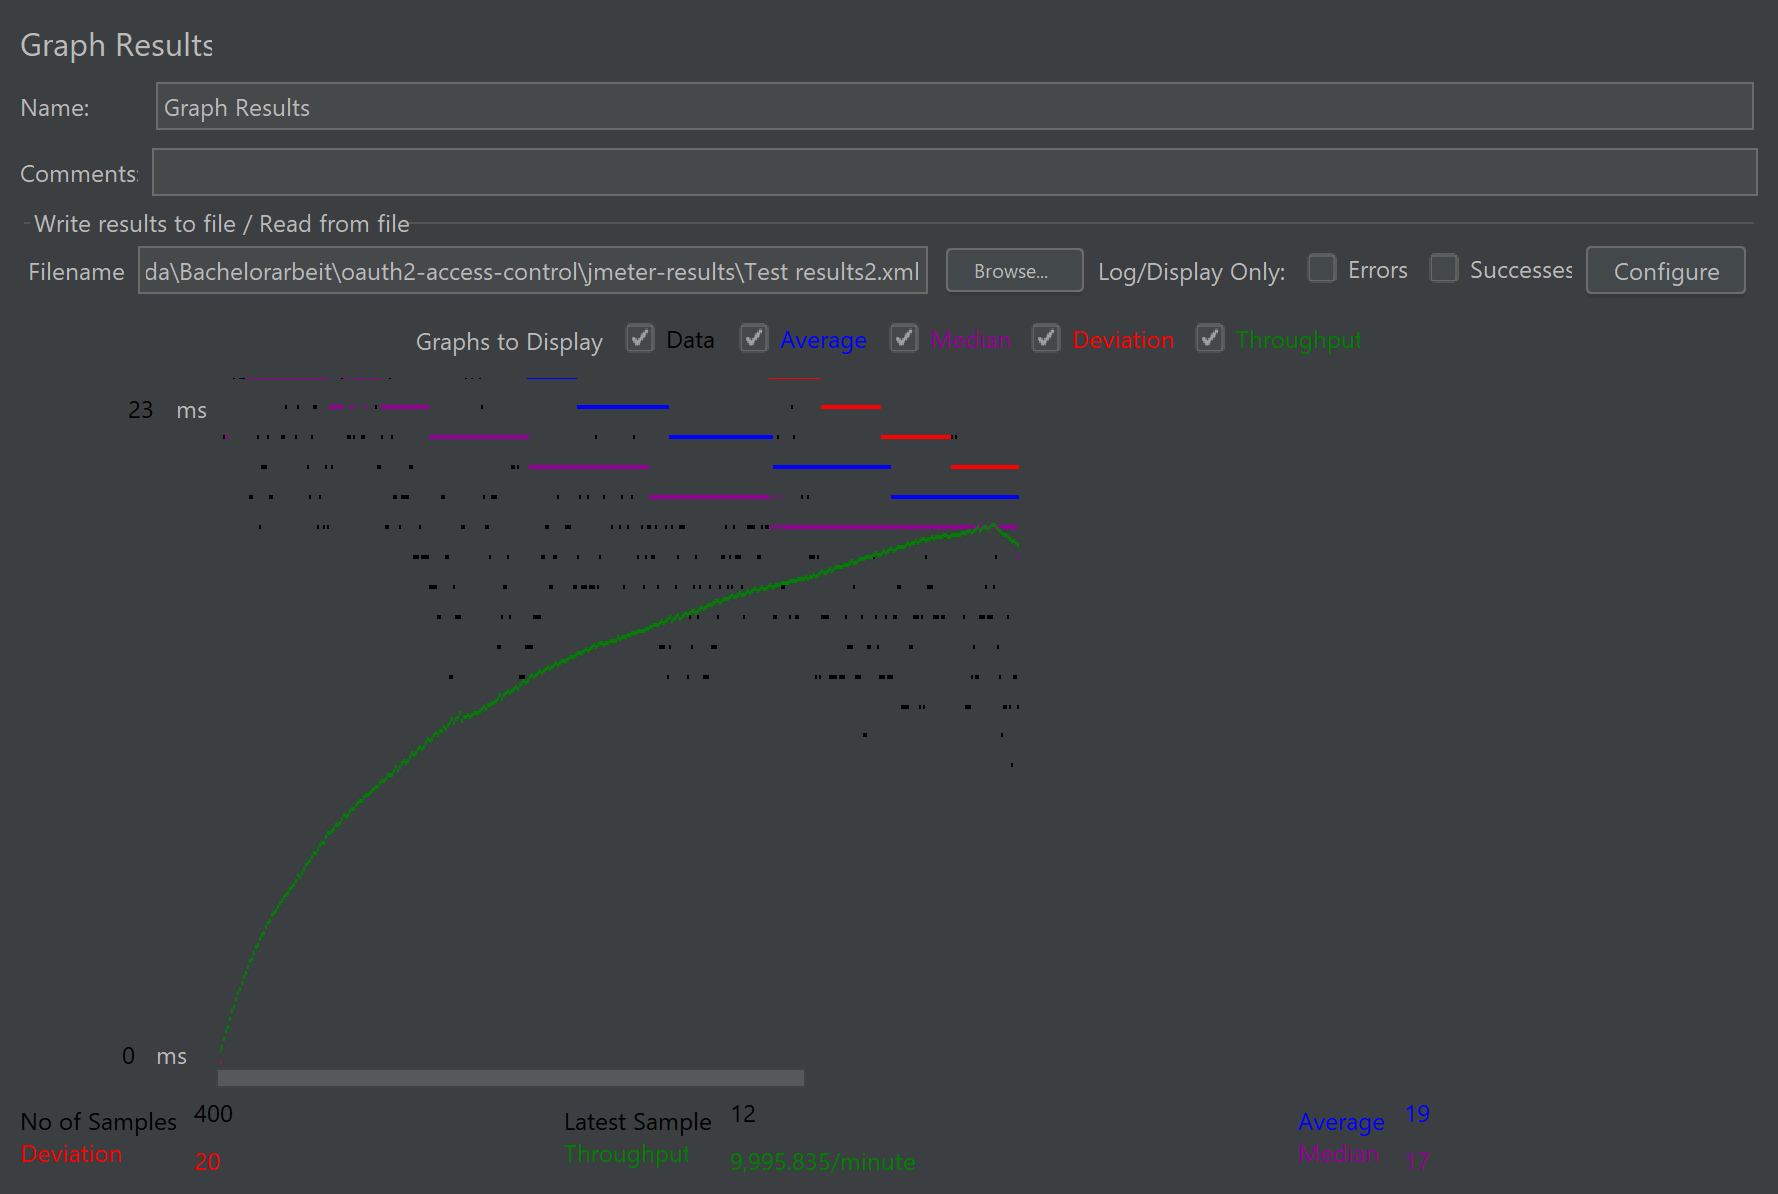 Graph Results
Name: Graph Results
Comments:
Write results to file / Read from file
Filename da\Bachelorarbeit\oauth2-access-control\jmeter-results\Test results2.xml Browse... Log/Display Only: Errors Successes Configure
Graphs to Display Data Average Median Deviation Throughput
23 ms
0 ms
No of Samples 400 Latest Sample 12 Average 19
Deviation 20 Throughput 9,995.835/minute Median 17